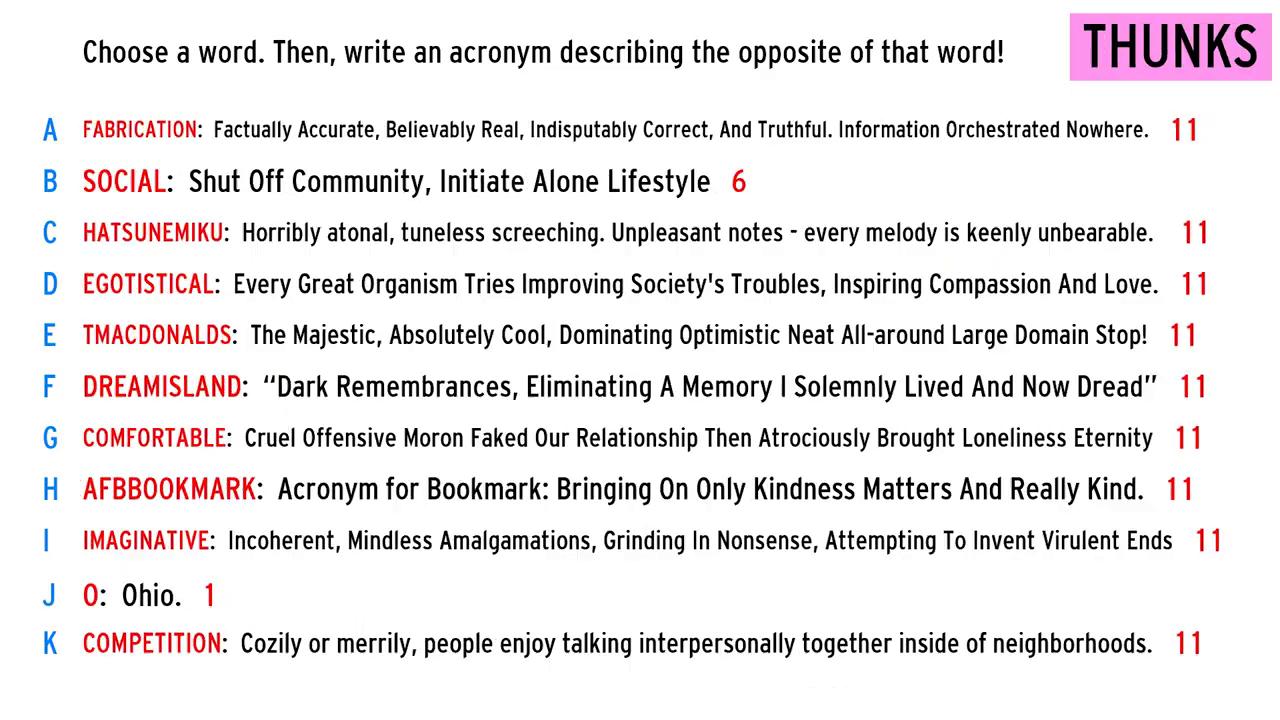 Choose a word. Then, write an acronym describing the opposite of that word!
THUNKS
A FABRICATION: Factually Accurate, Believably Real, Indisputably Correct, And Truthful. Information Orchestrated Nowhere. 11
B SOCIAL: Shut Off Community, Initiate Alone Lifestyle 6
C HATSUNEMIKU: Horribly atonal, tuneless screeching. Unpleasant notes - every melody is keenly unbearable. 11
D EGOTISTICAL: Every Great Organism Tries Improving Society's Troubles, Inspiring Compassion And Love. 11
E TMACDONALDS: The Majestic, Absolutely Cool, Dominating Optimistic Neat All-around Large Domain Stop! 11
F DREAMISLAND: “Dark Remembrances, Eliminating A Memory I Solemnly Lived And Now Dread” 11
G COMFORTABLE: Cruel Offensive Moron Faked Our Relationship Then Atrociously Brought Loneliness Eternity 11
H AFBBOOKMARK: Acronym for Bookmark: Bringing On Only Kindness Matters And Really Kind. 11
I IMAGINATIVE: Incoherent, Mindless Amalgamations, Grinding In Nonsense, Attempting To Invent Virulent Ends 11
J O: Ohio. 1
K COMPETITION: Cozily or merrily, people enjoy talking interpersonally together inside of neighborhoods. 11